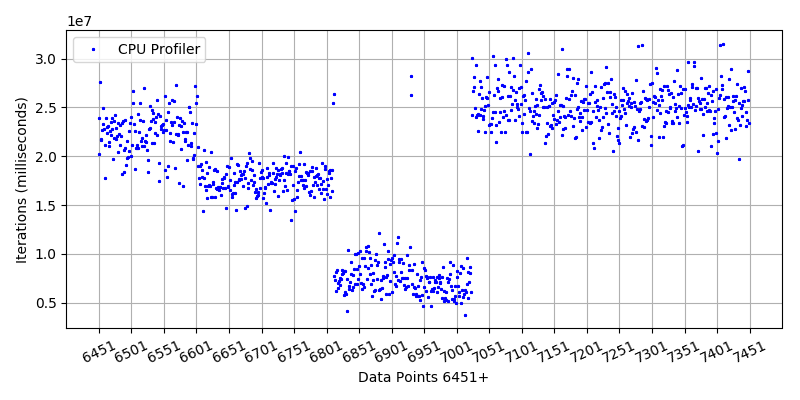 1e7
CPU Profiler
3.0
2.5
2.0
1.5
1.0
0.5
Iterations (milliseconds)
6451 6501 6551 6601 6651 6701 6751 6801 6851 6901 6951 7001 7051 7101 7151 7201 7251 7301 7351 7401 7451
Data Points 6451+